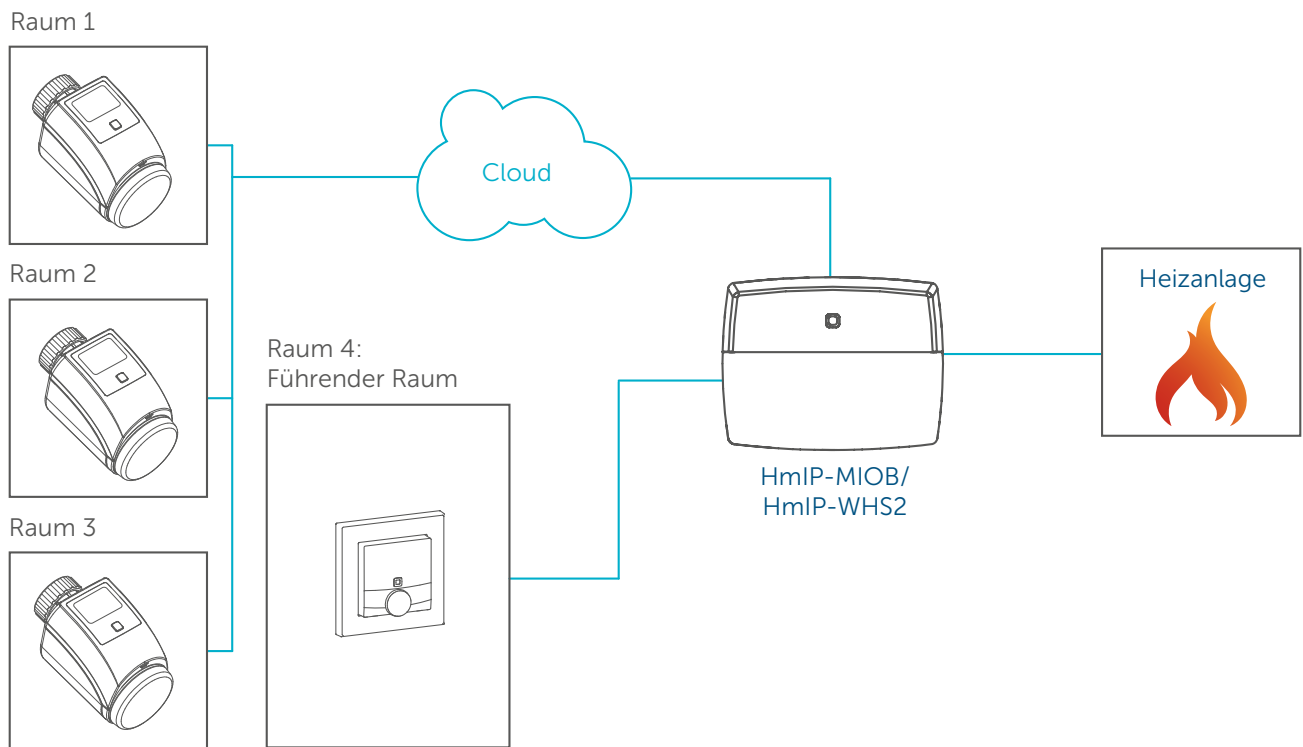 Raum 1
Cloud
Raum 2
Heizanlage
Raum 4:
Führender Raum
HmIP-MIOB/
HmIP-WHS2
Raum 3